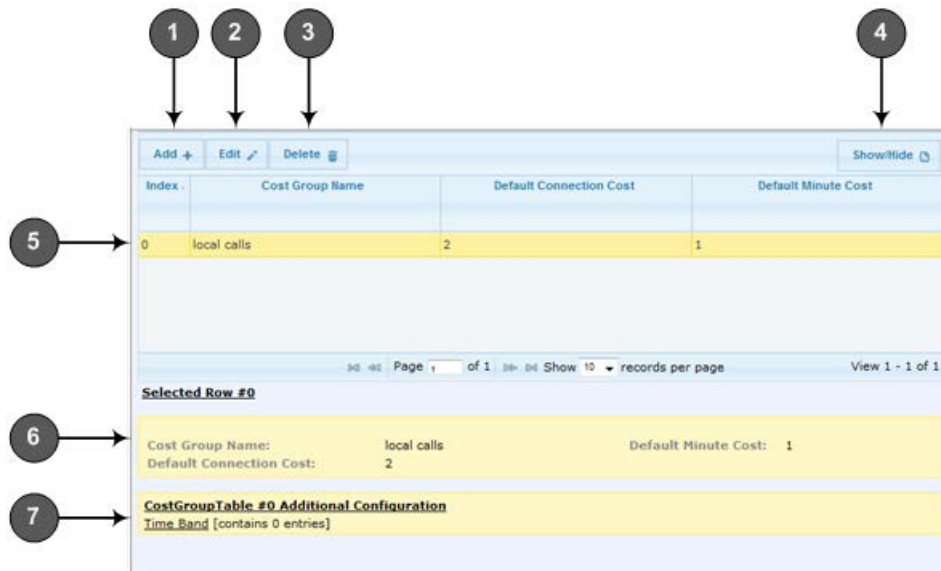 1 2 3 4
Add + Edit Delete Show/Hide
Index Cost Group Name Default Connection Cost Default Minute Cost
5
0 local calls 2 1
Page 1 of 1 Show 10 records per page View 1 - 1 of 1
Selected Row #0
6
Cost Group Name: local calls Default Minute Cost: 1
Default Connection Cost: 2
7
CostGroupTable #0 Additional Configuration
Time Band [contains 0 entries]